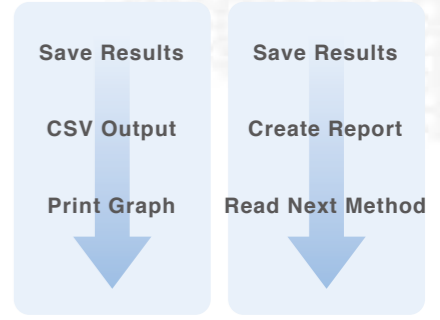 Save Results
CSV Output
Print Graph
Save Results
Create Report
Read Next Method